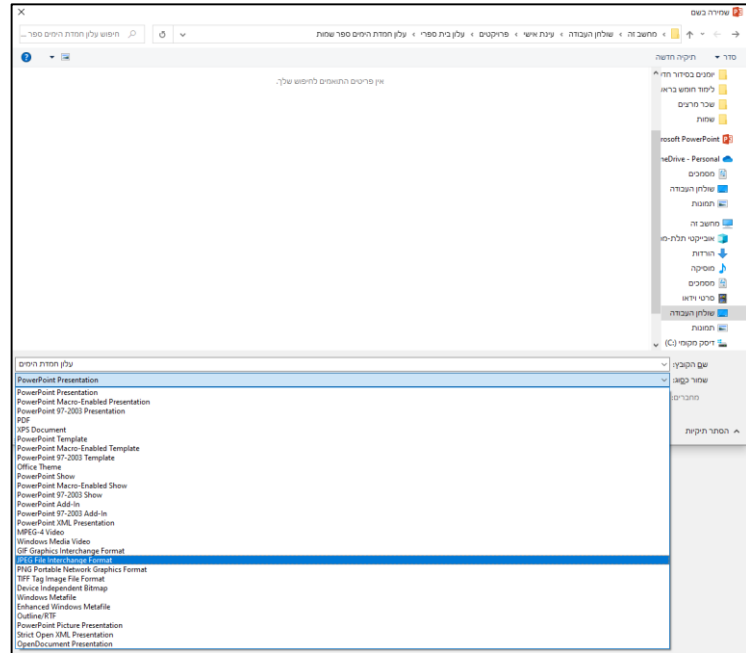 שמירה בשם
מחשב זה › שולחן העבודה › עינת אישי › פרויקטים › עלון בית ספרי › עלון חמדת הימים ספר שמות
חיפוש עלון חמדת הימים ספר ...
סדר
תיקיה חדשה
אין פריטים התואמים לחיפוש שלך.
יומנים בסידור חד
לימוד חומש ברא
שכר מרצים
שמות
rosoft PowerPoint
neDrive - Personal
מסמכים
שולחן העבודה
תמונות
מחשב זה
אובייקטי תלת-מ
הורדות
מוסיקה
מסמכים
סרטי וידאו
שולחן העבודה
תמונות
דיסק מקומי (C:)
שם הקובץ:
עלון חמדת הימים
שמור כסוג:
PowerPoint Presentation
מחברים:
הסתר תיקיות
PowerPoint Presentation
PowerPoint Macro-Enabled Presentation
PowerPoint 97-2003 Presentation
PDF
XPS Document
PowerPoint Template
PowerPoint Macro-Enabled Template
PowerPoint 97-2003 Template
Office Theme
PowerPoint Show
PowerPoint Macro-Enabled Show
PowerPoint 97-2003 Show
PowerPoint Add-In
PowerPoint 97-2003 Add-In
PowerPoint XML Presentation
MPEG-4 Video
Windows Media Video
GIF Graphics Interchange Format
JPEG File Interchange Format
PNG Portable Network Graphics Format
TIFF Tag Image File Format
Device Independent Bitmap
Windows Metafile
Enhanced Windows Metafile
Outline/RTF
PowerPoint Picture Presentation
Strict Open XML Presentation
OpenDocument Presentation